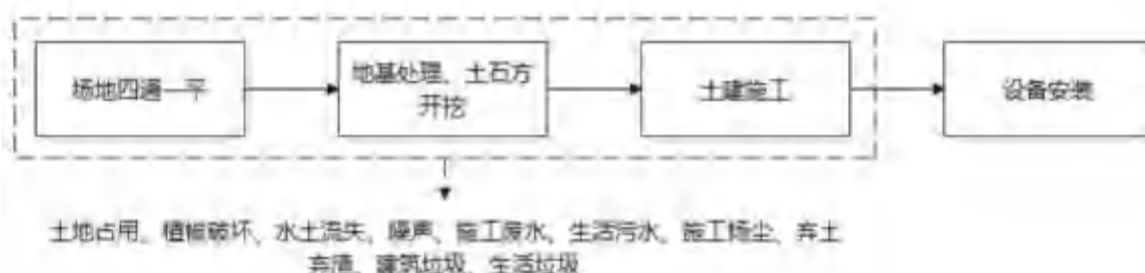 场地四通一平
地基处理、土石方
开挖
土建施工
设备安装
土地占用、植被破坏、水土流失、噪声、施工废水、生活污水、施工扬尘、弃土
弃渣、建筑垃圾、生活垃圾